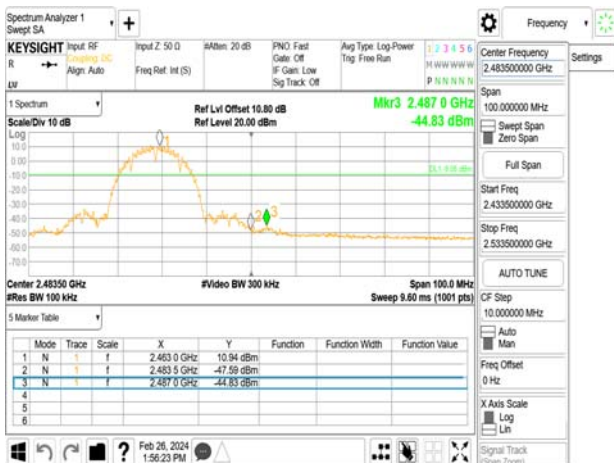 Spectrum Analyzer 1
Swept SA
+
Frequency
KEYSIGHT Input: RF
Coupling: DC
Align: Auto
Input Z: 50 Ω
Freq Ref: Int (S)
#Atten: 20 dB
PNO: Fast
Gate: Off
IF Gain: Low
Sig Track: Off
Avg Type: Log-Power
Trig: Free Run
1 2 3 4 5 6
M W W W W W
P N N N N N
R
LW
1 Spectrum
Scale/Div 10 dB
Ref Lvl Offset 10.80 dB
Ref Level 20.00 dBm
Mkr3 2.487 0 GHz
-44.83 dBm
Log
10.0
0.00
-10.0
-20.0
-30.0
-40.0
-50.0
-60.0
-70.0
1
2
3
Center 2.48350 GHz
#Res BW 100 kHz
#Video BW 300 kHz
Span 100.0 MHz
Sweep 9.60 ms (1001 pts)
5 Marker Table
Mode Trace Scale X Y Function Function Width Function Value
1 N 1 f 2.463 0 GHz 10.94 dBm
2 N 1 f 2.483 5 GHz -47.59 dBm
3 N 1 f 2.487 0 GHz -44.83 dBm
4
5
6
Feb 26, 2024
1:56:23 PM
?
Center Frequency
2.483500000 GHz
Settings
Span
100.000000 MHz
Swept Span
Zero Span
Full Span
Start Freq
2.433500000 GHz
Stop Freq
2.533500000 GHz
AUTO TUNE
CF Step
10.000000 MHz
Auto
Man
Freq Offset
0 Hz
X Axis Scale
Log
Lin
Signal Track
(Span Zoom)